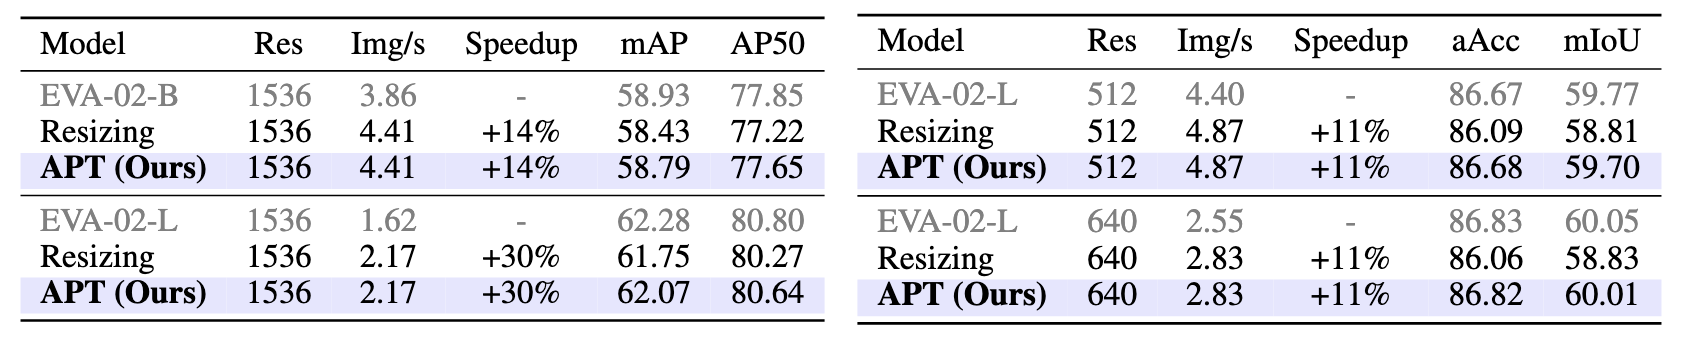 Model Res Img/s Speedup mAP AP50
EVA-02-B 1536 3.86 - 58.93 77.85
Resizing 1536 4.41 +14% 58.43 77.22
APT (Ours) 1536 4.41 +14% 58.79 77.65
EVA-02-L 1536 1.62 - 62.28 80.80
Resizing 1536 2.17 +30% 61.75 80.27
APT (Ours) 1536 2.17 +30% 62.07 80.64
Model Res Img/s Speedup aAcc mIoU
EVA-02-L 512 4.40 - 86.67 59.77
Resizing 512 4.87 +11% 86.09 58.81
APT (Ours) 512 4.87 +11% 86.68 59.70
EVA-02-L 640 2.55 - 86.83 60.05
Resizing 640 2.83 +11% 86.06 58.83
APT (Ours) 640 2.83 +11% 86.82 60.01